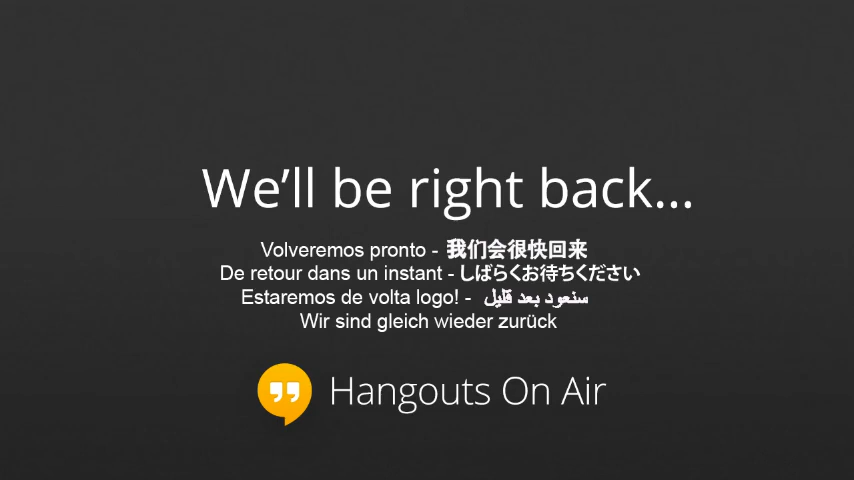 We'll be right back...
Volveremos pronto - 我们会很快回来
De retour dans un instant - しばらくお待ちください
Estaremos de volta logo! - سنعود بعد قليل
Wir sind gleich wieder zurück
Hangouts On Air